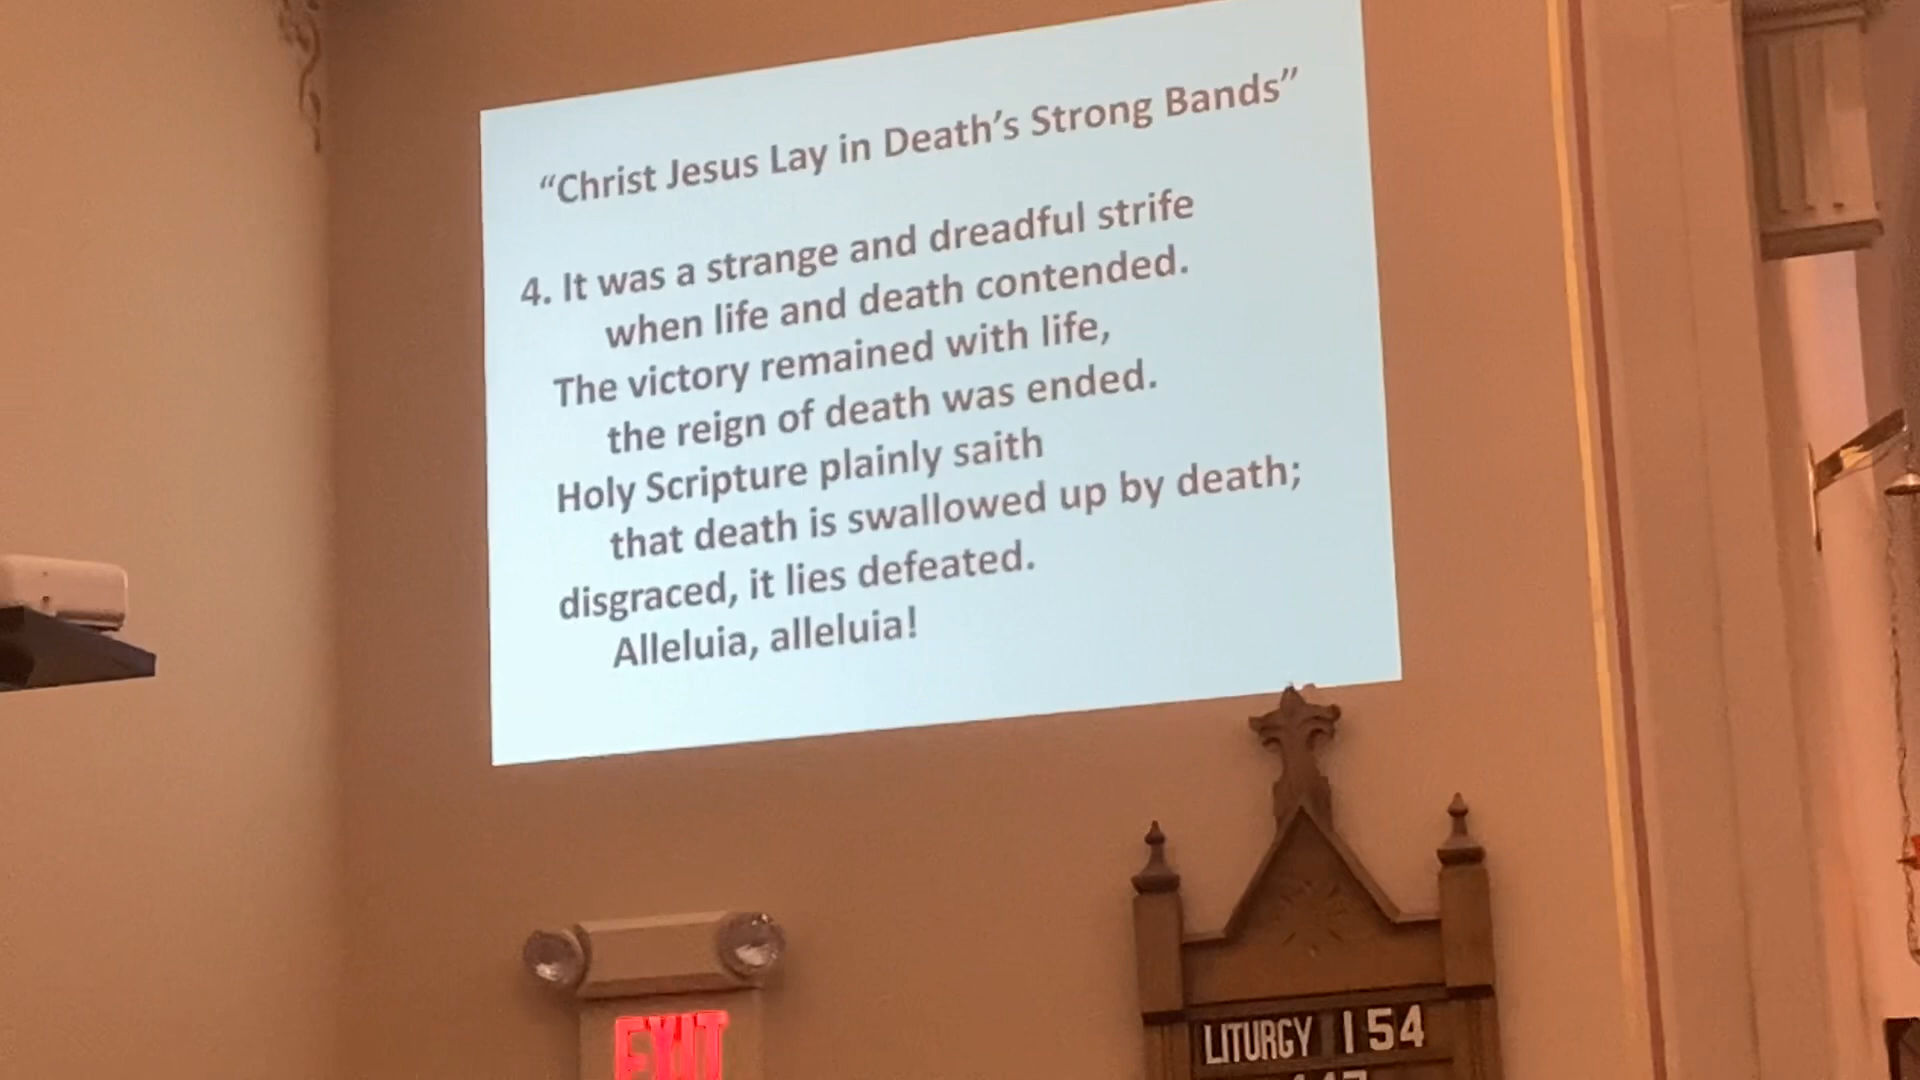 “Christ Jesus Lay in Death’s Strong Bands”
4. It was a strange and dreadful strife
when life and death contended.
The victory remained with life,
the reign of death was ended.
Holy Scripture plainly saith
that death is swallowed up by death;
disgraced, it lies defeated.
Alleluia, alleluia!
EXIT
LITURGY 154